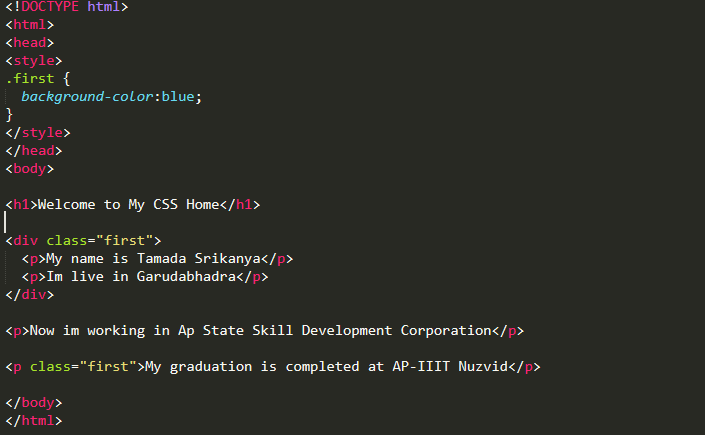 <!DOCTYPE html>
<html>
<head>
<style>
.first {
  background-color:blue;
}
</style>
</head>
<body>

<h1>Welcome to My CSS Home</h1>

<div class="first">
  <p>My name is Tamada Srikanya</p>
  <p>Im live in Garudabhadra</p>
</div>

<p>Now im working in Ap State Skill Development Corporation</p>

<p class="first">My graduation is completed at AP-IIIT Nuzvid</p>

</body>
</html>